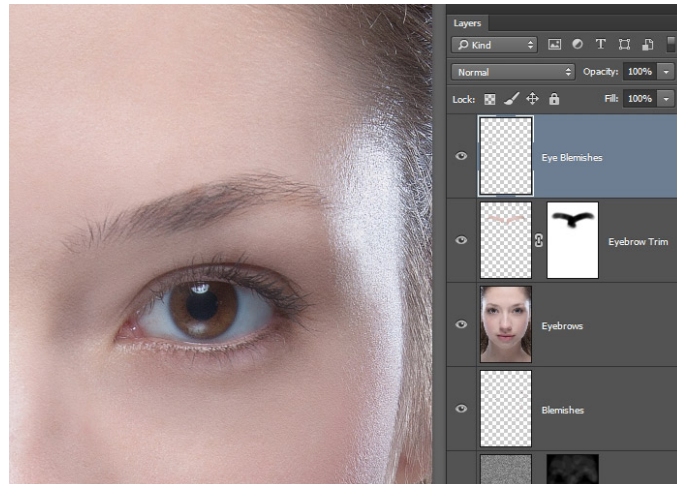 Layers
Kind
Normal
Opacity: 100%
Lock:
Fill: 100%
Eye Blemishes
Eyebrow Trim
Eyebrows
Blemishes